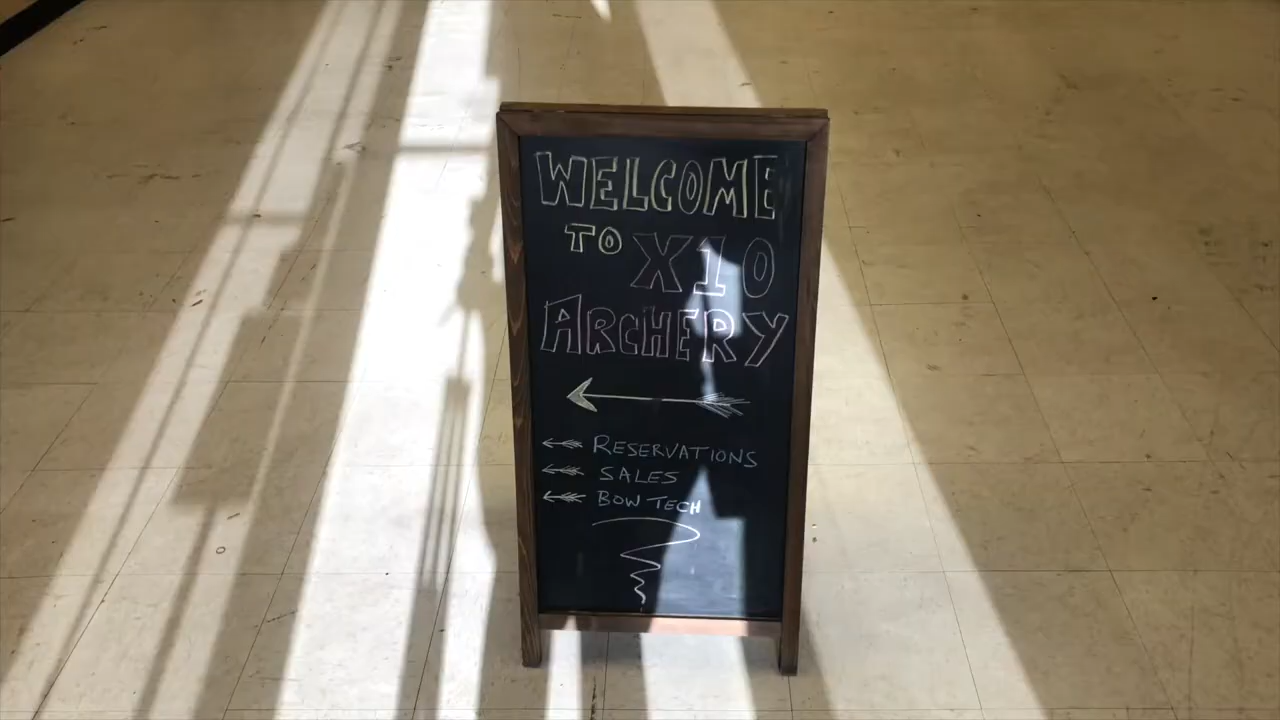 WELCOME
TO X10
ARCHERY
RESERVATIONS
SALES
BOW TECH